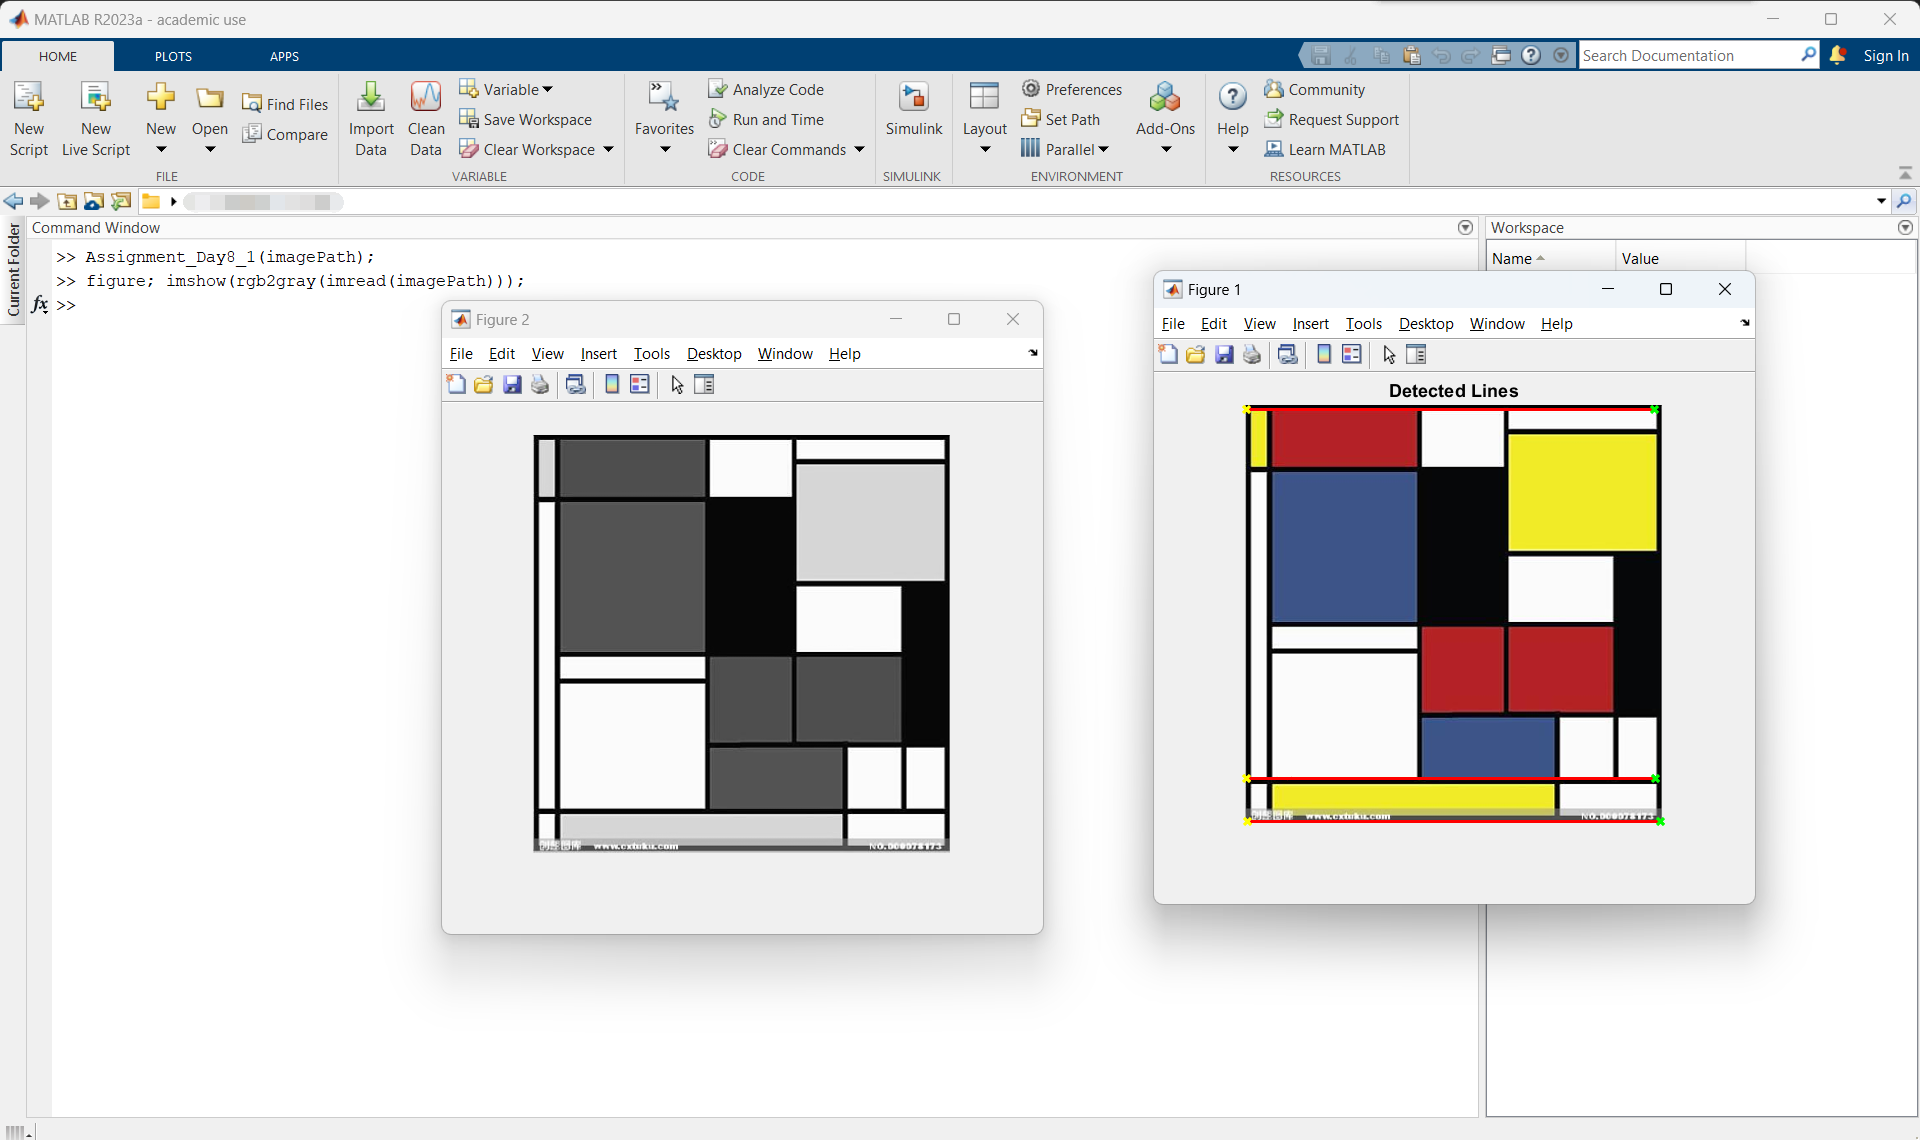 MATLAB R2023a - academic use
HOME PLOTS APPS
Search Documentation
Sign In
New Script
New Live Script
New
Open
Find Files
Compare
FILE
Import Data
Clean Data
Variable
Save Workspace
Clear Workspace
VARIABLE
Favorites
Analyze Code
Run and Time
Clear Commands
CODE
Simulink
SIMULINK
Layout
Preferences
Set Path
Parallel
Add-Ons
ENVIRONMENT
Help
Community
Request Support
Learn MATLAB
RESOURCES
Current Folder
Command Window
>> Assignment_Day8_1(imagePath);
>> figure; imshow(rgb2gray(imread(imagePath)));
fx >>
Workspace
Name Value
Figure 2
File Edit View Insert Tools Desktop Window Help
www.cxtuku.com NO.000078173
Figure 1
File Edit View Insert Tools Desktop Window Help
Detected Lines
www.cxtuku.com NO.000078173